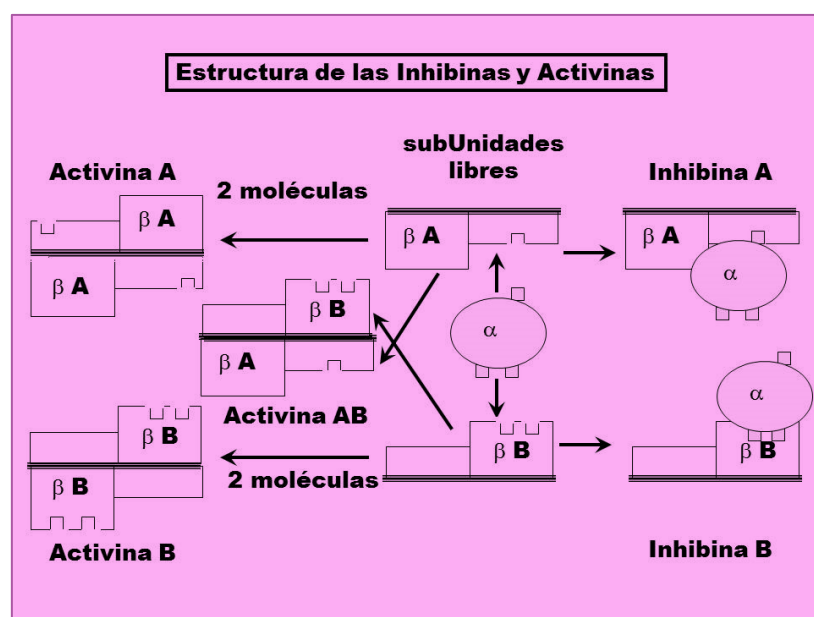 Estructura de las Inhibinas y Activinas
Activina A
2 moléculas
subUnidades
libres
Inhibina A
β A
β A
β A
β A
α
β B
β A
α
α
Activina AB
β B
β B
β B
β B
2 moléculas
Activina B
Inhibina B